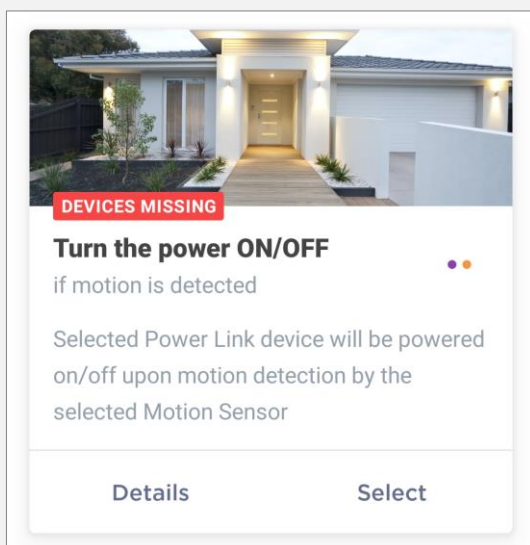 DEVICES MISSING
Turn the power ON/OFF
if motion is detected
Selected Power Link device will be powered
on/off upon motion detection by the
selected Motion Sensor
Details Select